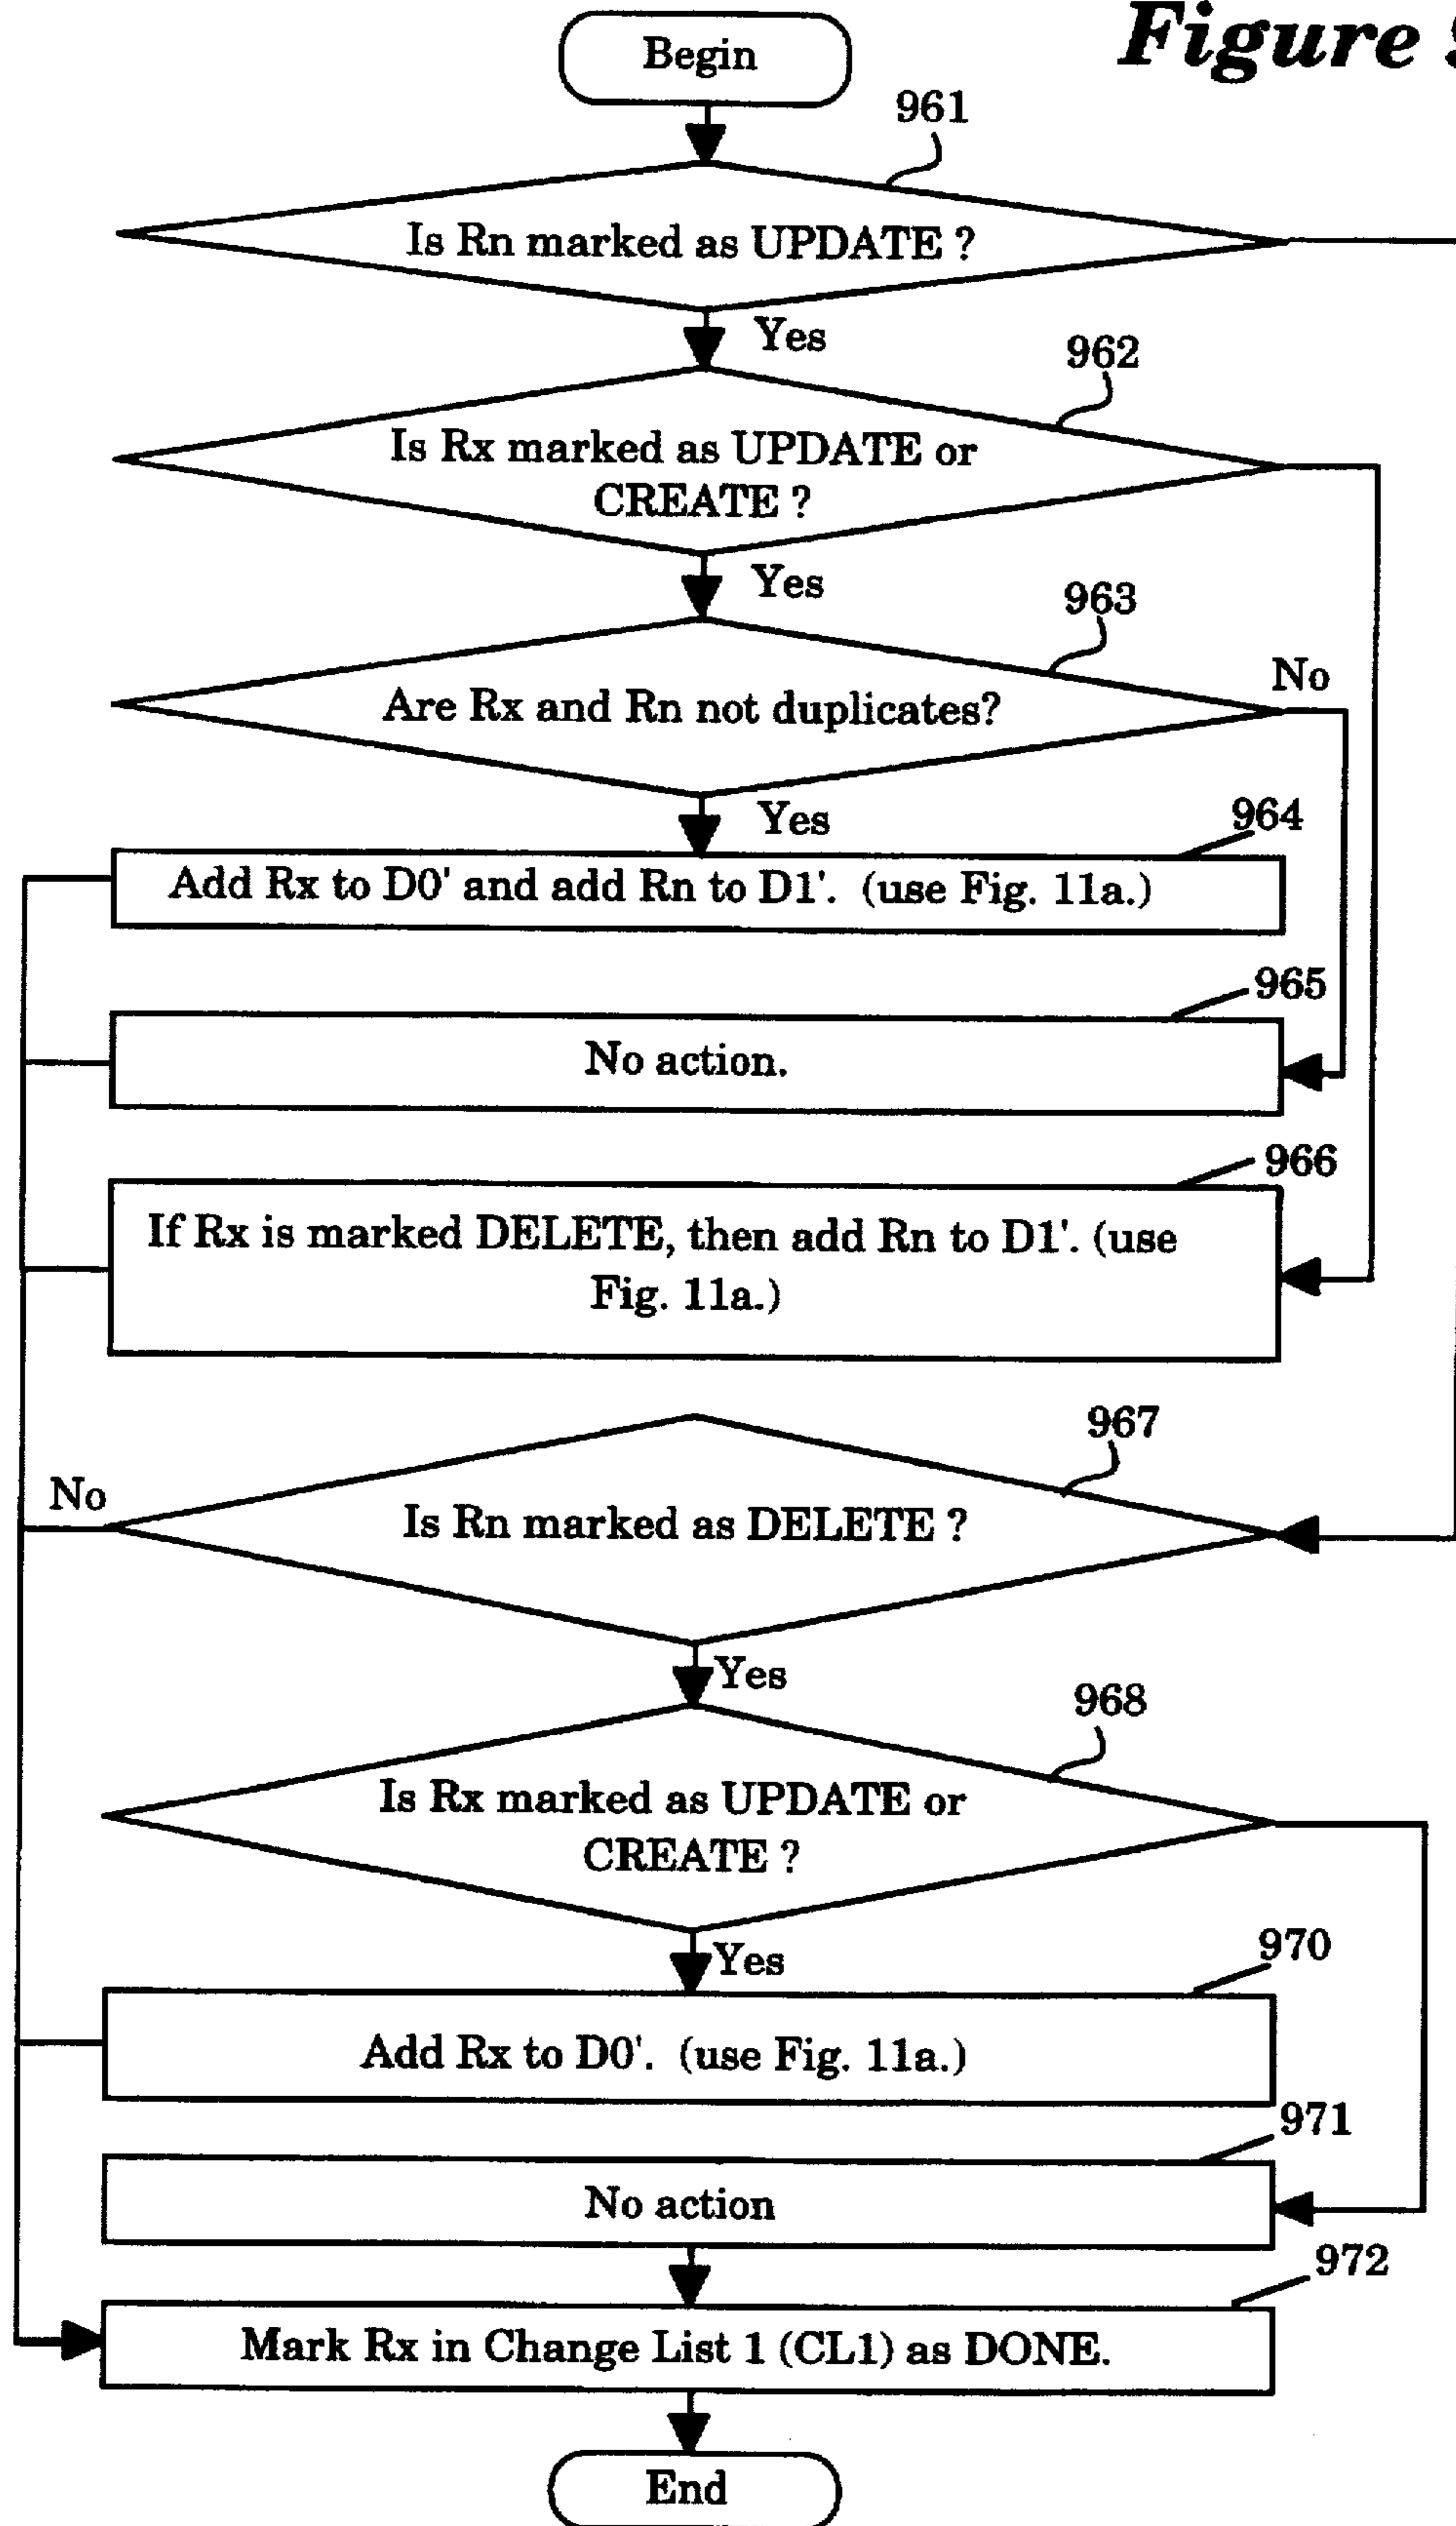 Figure
Begin
961
Is Rn marked as UPDATE ?
Yes
962
Is Rx marked as UPDATE or
CREATE ?
Yes
963
No
Are Rx and Rn not duplicates?
Yes
964
Add Rx to D0' and add Rn to D1'. (use Fig. 11a.)
965
No action.
966
If Rx is marked DELETE, then add Rn to D1'. (use
Fig. 11a.)
967
No
Is Rn marked as DELETE ?
Yes
968
Is Rx marked as UPDATE or
CREATE ?
Yes
970
Add Rx to D0'. (use Fig. 11a.)
971
No action
972
Mark Rx in Change List 1 (CL1) as DONE.
End